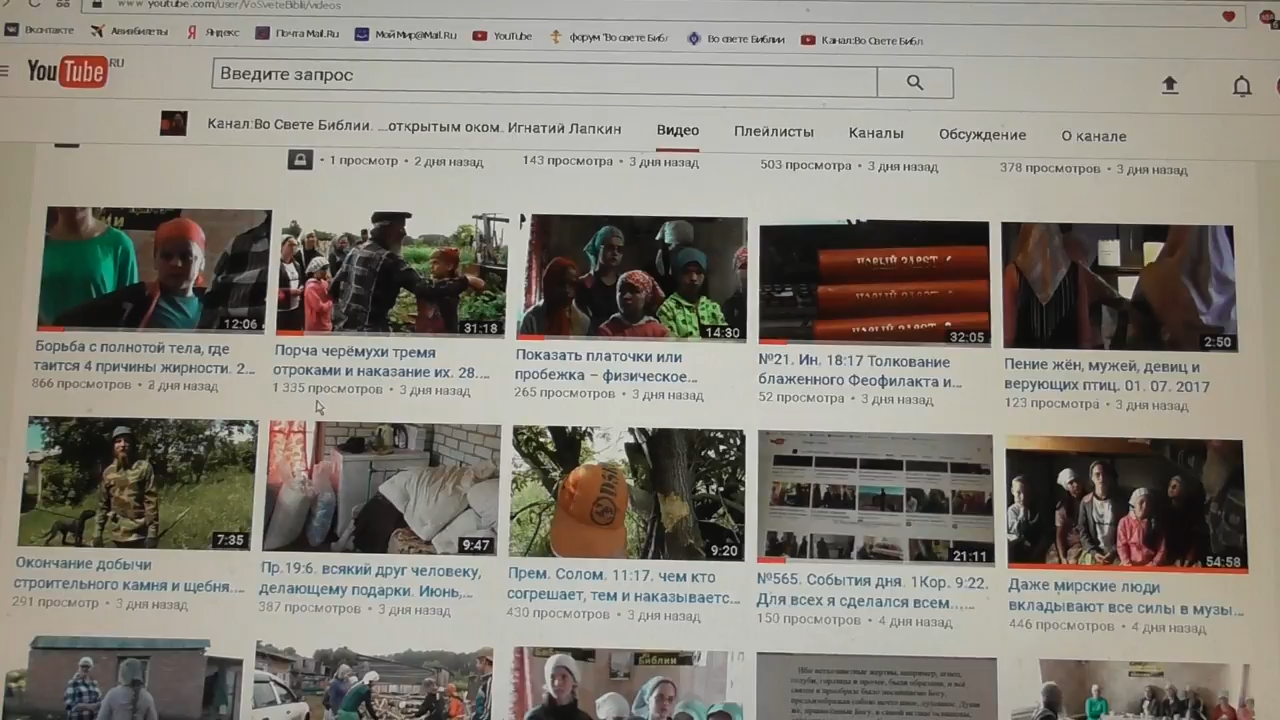 www.youtube.com/user/VoSveteBibli/videos
Вконтакте Авиабилеты Яндекс Почта Mail.Ru МойМир@Mail.Ru YouTube форум "Во свете Библ Во свете Библии Канал:Во Свете Библ
YouTube RU Введите запрос
Канал:Во Свете Библии. ...открытым оком. Игнатий Лапкин Видео Плейлисты Каналы Обсуждение О канале
• 1 просмотр • 2 дня назад 143 просмотра • 3 дня назад 503 просмотра • 3 дня назад 378 просмотров • 3 дня назад
НОВЫЙ ЗАВЕТ
НОВЫЙ ЗАВЕТ
НОВЫЙ ЗАВЕТ
12:06 31:18 14:30 32:05 2:50
Борьба с полнотой тела, где
таится 4 причины жирности. 2...
866 просмотров • 2 дня назад
Порча черёмухи тремя
отроками и наказание их. 28....
1 335 просмотров • 3 дня назад
Показать платочки или
пробежка – физическое...
265 просмотров • 3 дня назад
№21. Ин. 18:17 Толкование
блаженного Феофилакта и...
52 просмотра • 3 дня назад
Пение жён, мужей, девиц и
верующих птиц. 01. 07. 2017
123 просмотра • 3 дня назад
7:35 9:47 9:20 21:11 54:58
Окончание добычи
строительного камня и щебня....
291 просмотр • 3 дня назад
Пр.19:6. всякий друг человеку,
делающему подарки. Июнь,...
387 просмотров • 3 дня назад
Прем. Солом. 11:17. чем кто
согрешает, тем и наказываетс...
430 просмотров • 3 дня назад
№565. События дня. 1Кор. 9:22.
Для всех я сделался всем......
150 просмотров • 4 дня назад
Даже мирские люди
вкладывают все силы в музы...
446 просмотров • 4 дня назад
Библии